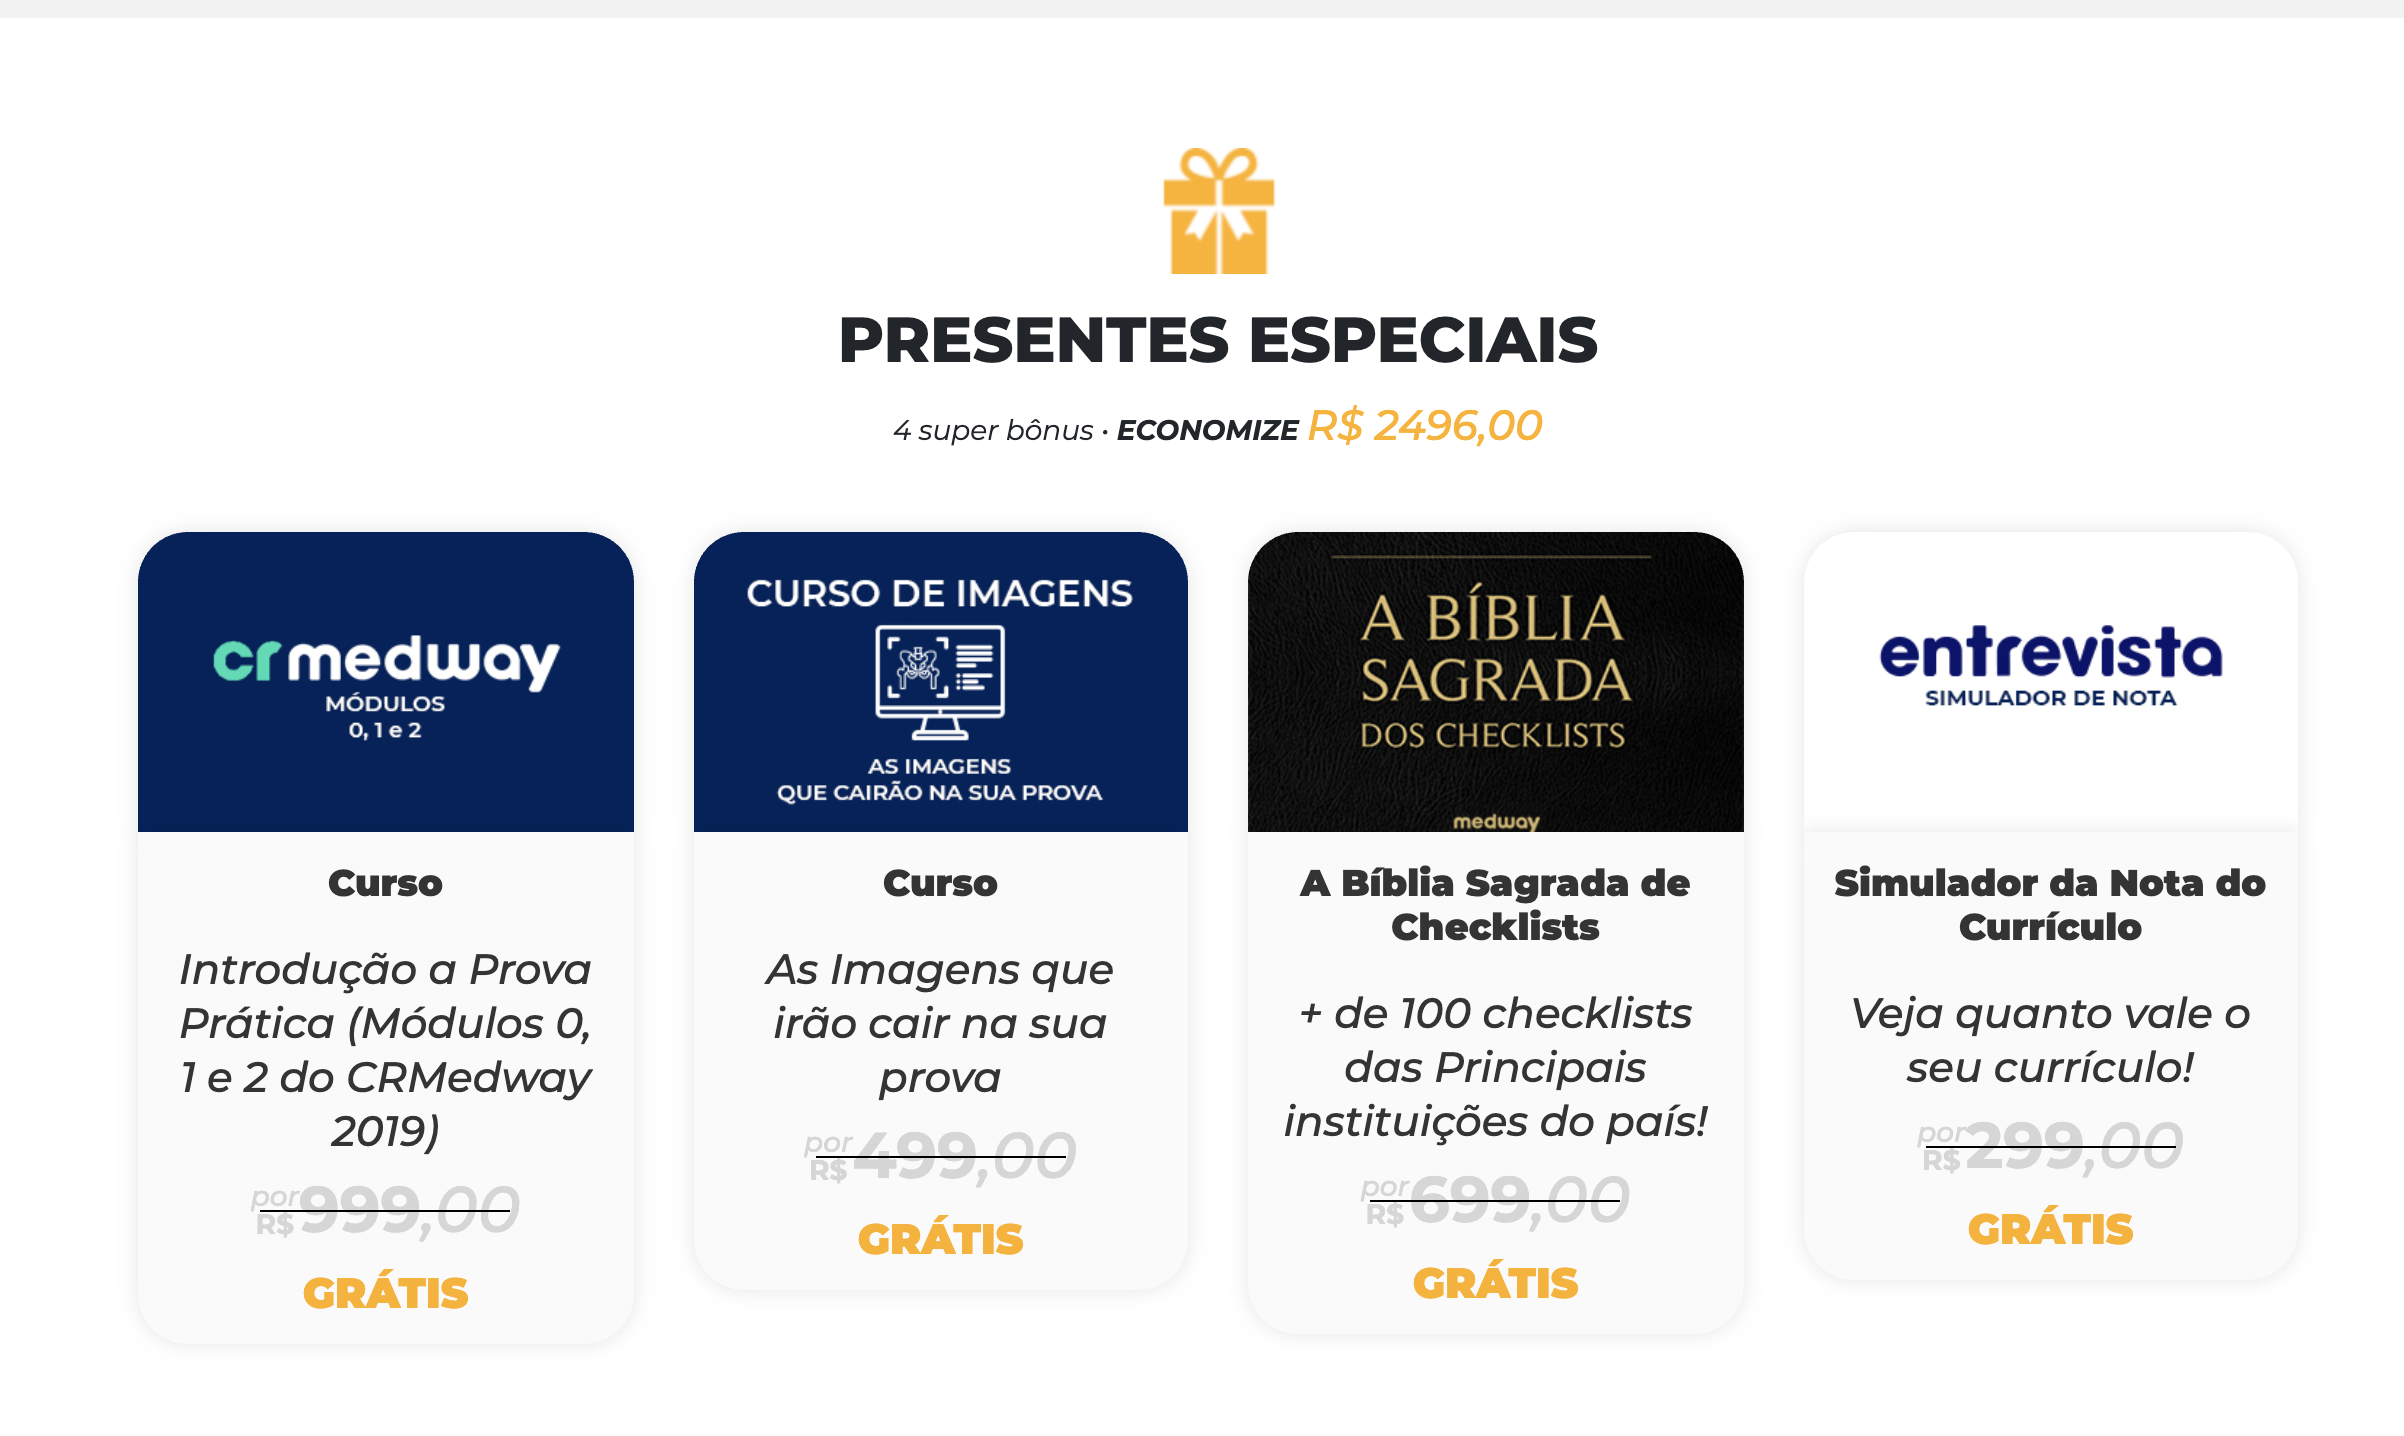 PRESENTES ESPECIAIS
4 super bônus · ECONOMIZE R$ 2496,00
crmedway
MÓDULOS
0, 1 e 2
Curso
Introdução a Prova
Prática (Módulos 0,
1 e 2 do CRMedway
2019)
por
R$ 999,00
GRÁTIS
CURSO DE IMAGENS
AS IMAGENS
QUE CAIRÃO NA SUA PROVA
Curso
As Imagens que
irão cair na sua
prova
por
R$ 499,00
GRÁTIS
A BÍBLIA
SAGRADA
DOS CHECKLISTS
medway
A Bíblia Sagrada de
Checklists
+ de 100 checklists
das Principais
instituições do país!
por
R$ 699,00
GRÁTIS
entrevista
SIMULADOR DE NOTA
Simulador da Nota do
Currículo
Veja quanto vale o
seu currículo!
por
R$ 299,00
GRÁTIS